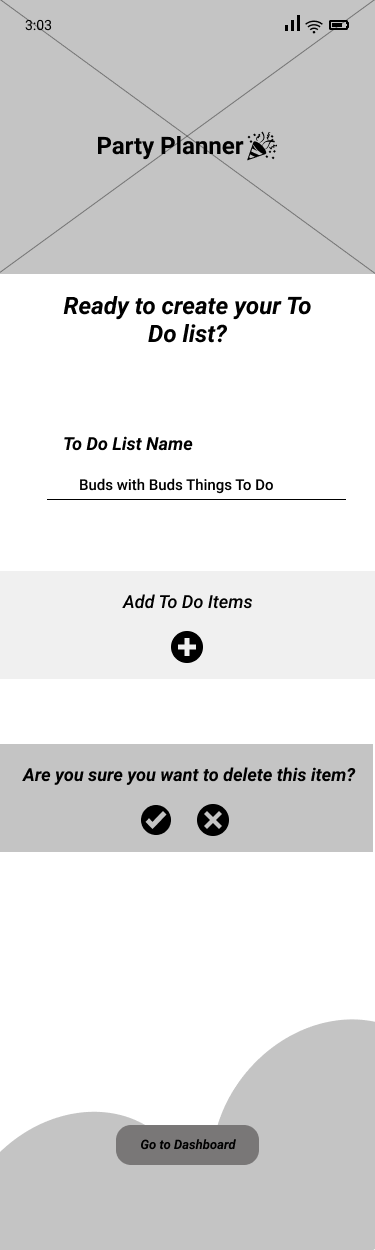 3:03
Party Planner
Ready to create your To
Do list?
To Do List Name
Buds with Buds Things To Do
Add To Do Items
Are you sure you want to delete this item?
Go to Dashboard